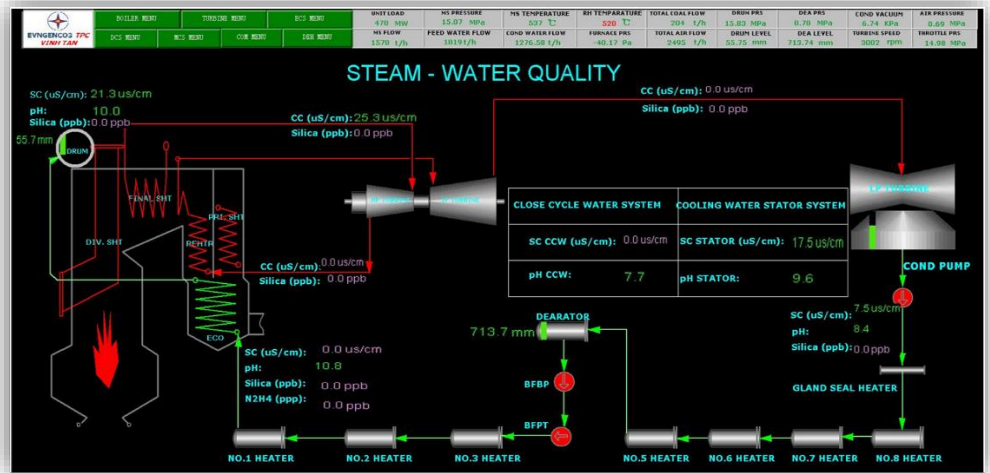 EVNGENCO3 TPC
VINH TAN
BOILER MENU
TURBINE MENU
ECS MENU
DCS MENU
MCS MENU
COM MENU
DEH MENU
UNIT LOAD
470 MW
MS PRESSURE
15.07 MPa
MS TEMPERATURE
537 ℃
RH TEMPARATURE
520 ℃
TOTAL COAL FLOW
204 t/h
DRUM PRS
15.83 MPa
DEA PRS
0.70 MPa
COND VACUUM
6.74 KPa
AIR PRESSURE
0.69 MPa
MS FLOW
1570 t/h
FEED WATER FLOW
1819 t/h
COND WATER FLOW
1276.58 t/h
FURNACE PRS
-40.17 Pa
TOTAL AIR FLOW
2495 t/h
DRUM LEVEL
55.75 mm
DEA LEVEL
713.74 mm
TURBINE SPEED
3002 rpm
THROTTLE PRS
14.98 MPa
STEAM - WATER QUALITY
SC (uS/cm): 21.3 us/cm
pH: 10.0
Silica (ppb): 0.0 ppb
55.7 mm
DRUM
CC (uS/cm): 25.3 us/cm
Silica (ppb): 0.0 ppb
CC (uS/cm): 0.0 us/cm
Silica (ppb): 0.0 ppb
FINAL SHT
PRI. SHT
DIV. SHT
REHTR
ECO
LP TURBINE
CC (uS/cm): 0.0 us/cm
Silica (ppb): 0.0 ppb
CLOSE CYCLE WATER SYSTEM
COOLING WATER STATOR SYSTEM
SC CCW (uS/cm): 0.0 us/cm
SC STATOR (uS/cm): 17.5 us/cm
pH CCW: 7.7
pH STATOR: 9.6
COND PUMP
SC (uS/cm): 7.5 us/cm
pH: 8.4
Silica (ppb): 0.0 ppb
GLAND SEAL HEATER
DEARATOR
713.7 mm
BFBP
BFPT
SC (uS/cm): 0.0 us/cm
pH: 10.8
Silica (ppb): 0.0 ppb
N2H4 (ppp): 0.0 ppb
NO.1 HEATER
NO.2 HEATER
NO.3 HEATER
NO.5 HEATER
NO.6 HEATER
NO.7 HEATER
NO.8 HEATER